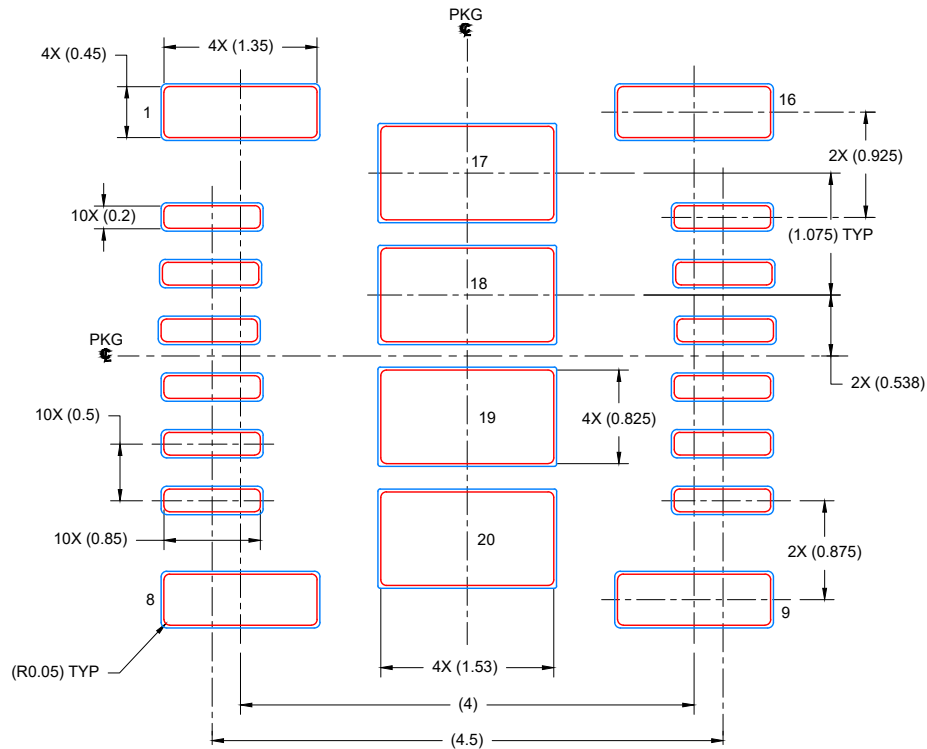 PKG
4X (0.45)
4X (1.35)
1
16
17
2X (0.925)
10X (0.2)
(1.075) TYP
18
PKG
2X (0.538)
10X (0.5)
19
4X (0.825)
10X (0.85)
20
2X (0.875)
8
9
(R0.05) TYP
4X (1.53)
(4)
(4.5)